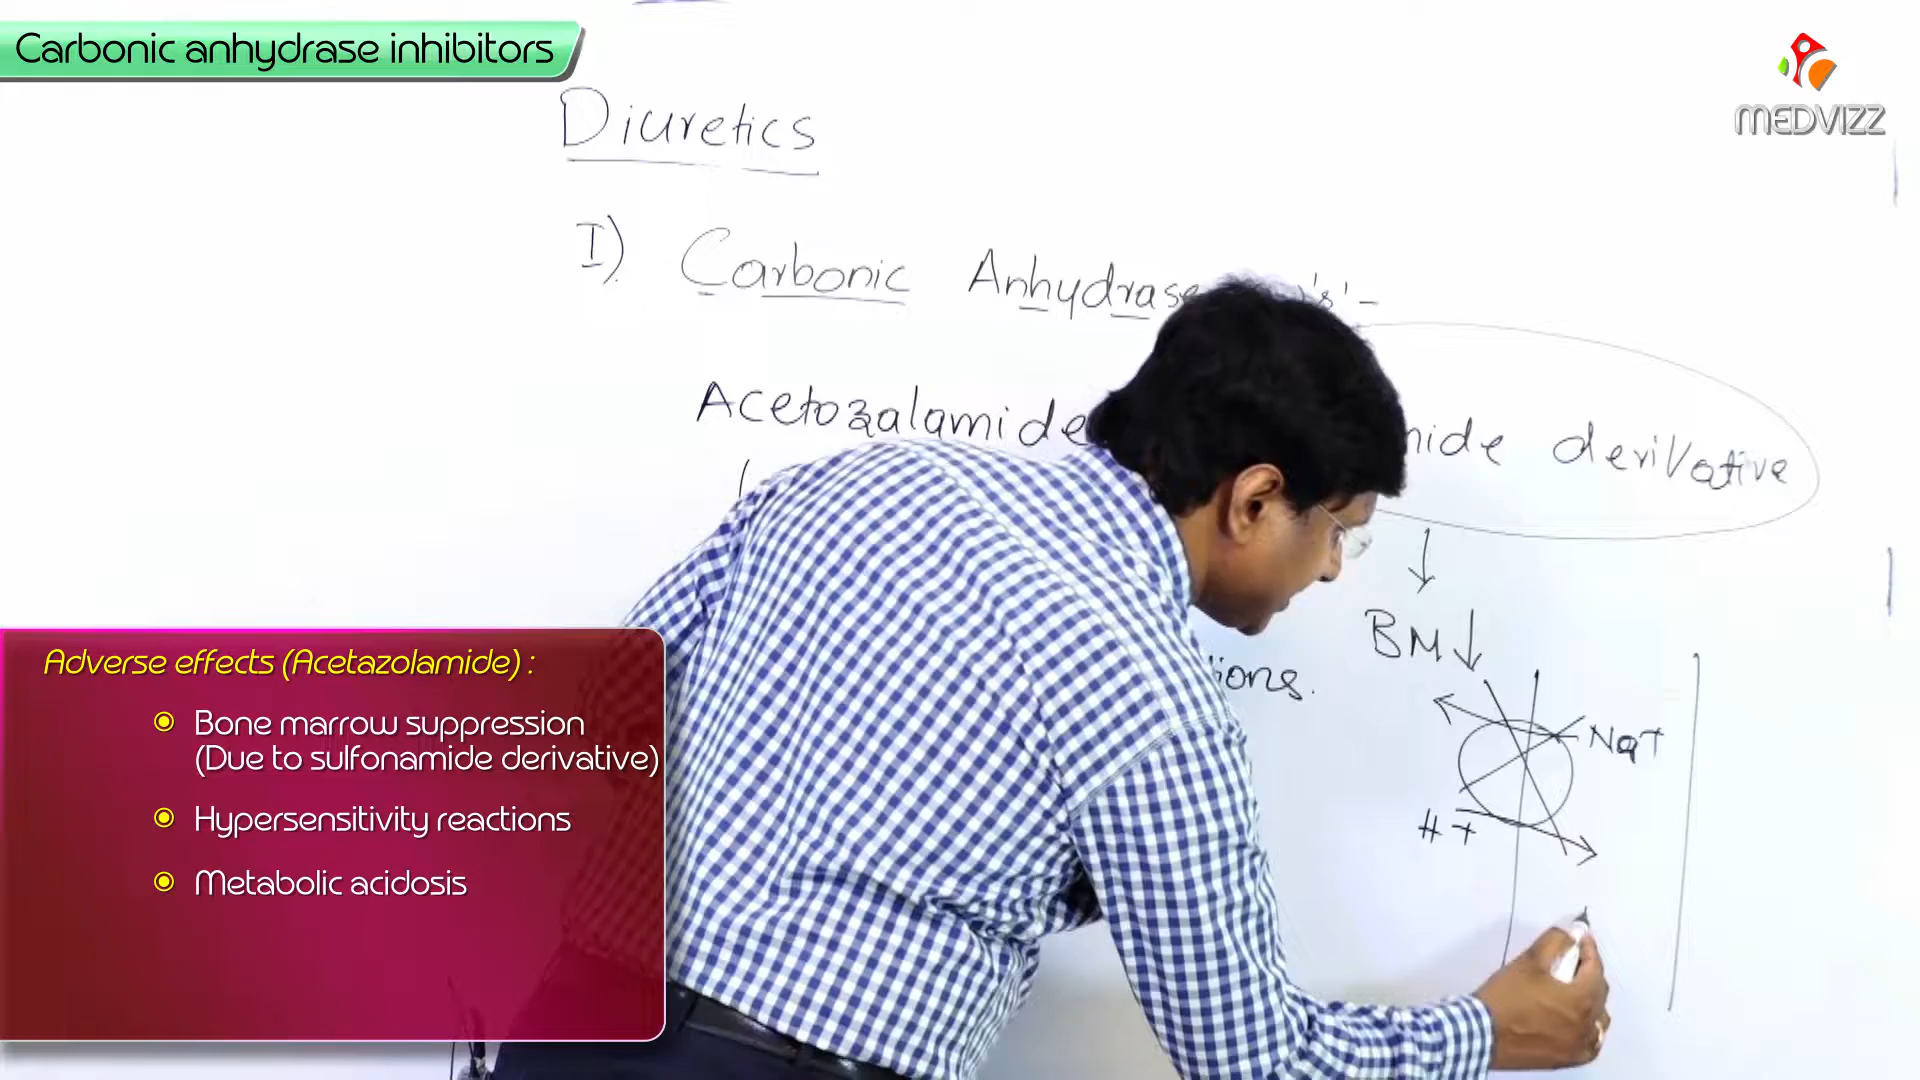 Carbonic anhydrase inhibitors
MEDVIZZ
Diuretics
I) Carbonic Anhydrase 's'-
Acetozalamide derivative
BM↓
Na+
H+
Adverse effects (Acetazolamide) :
Bone marrow suppression
(Due to sulfonamide derivative)
Hypersensitivity reactions
Metabolic acidosis